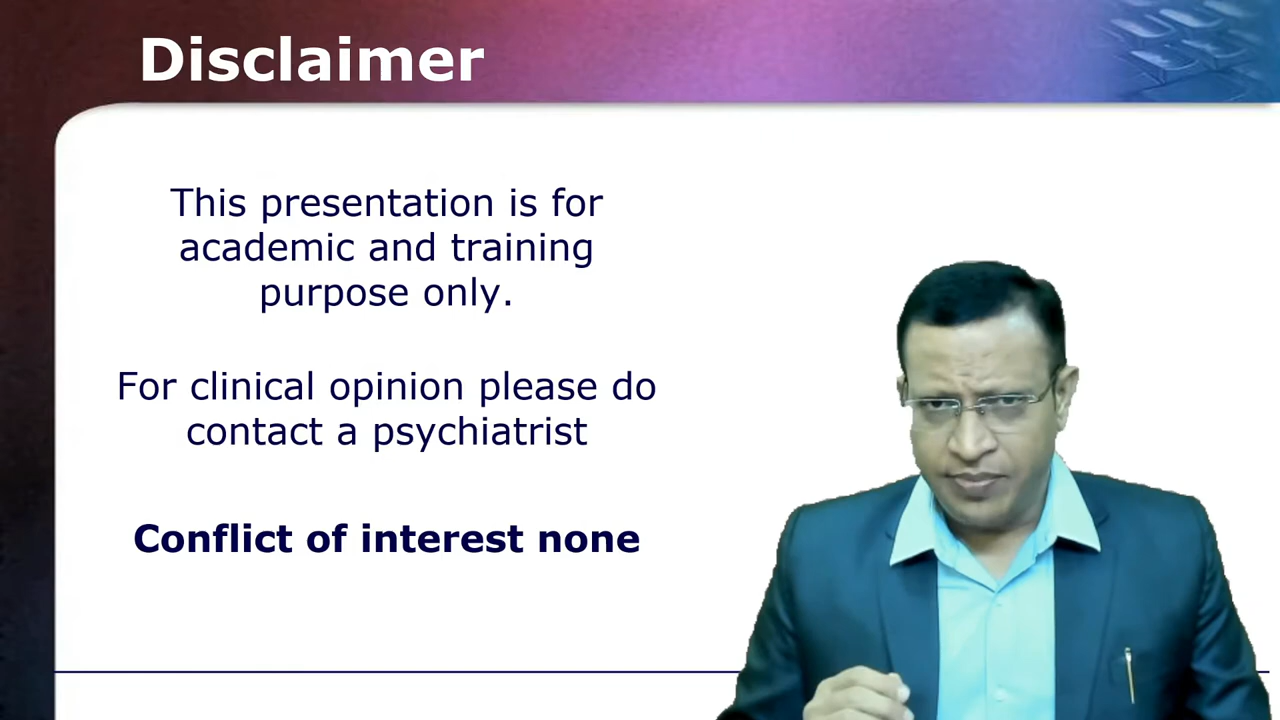 Disclaimer
This presentation is for
academic and training
purpose only.
For clinical opinion please do
contact a psychiatrist
Conflict of interest none